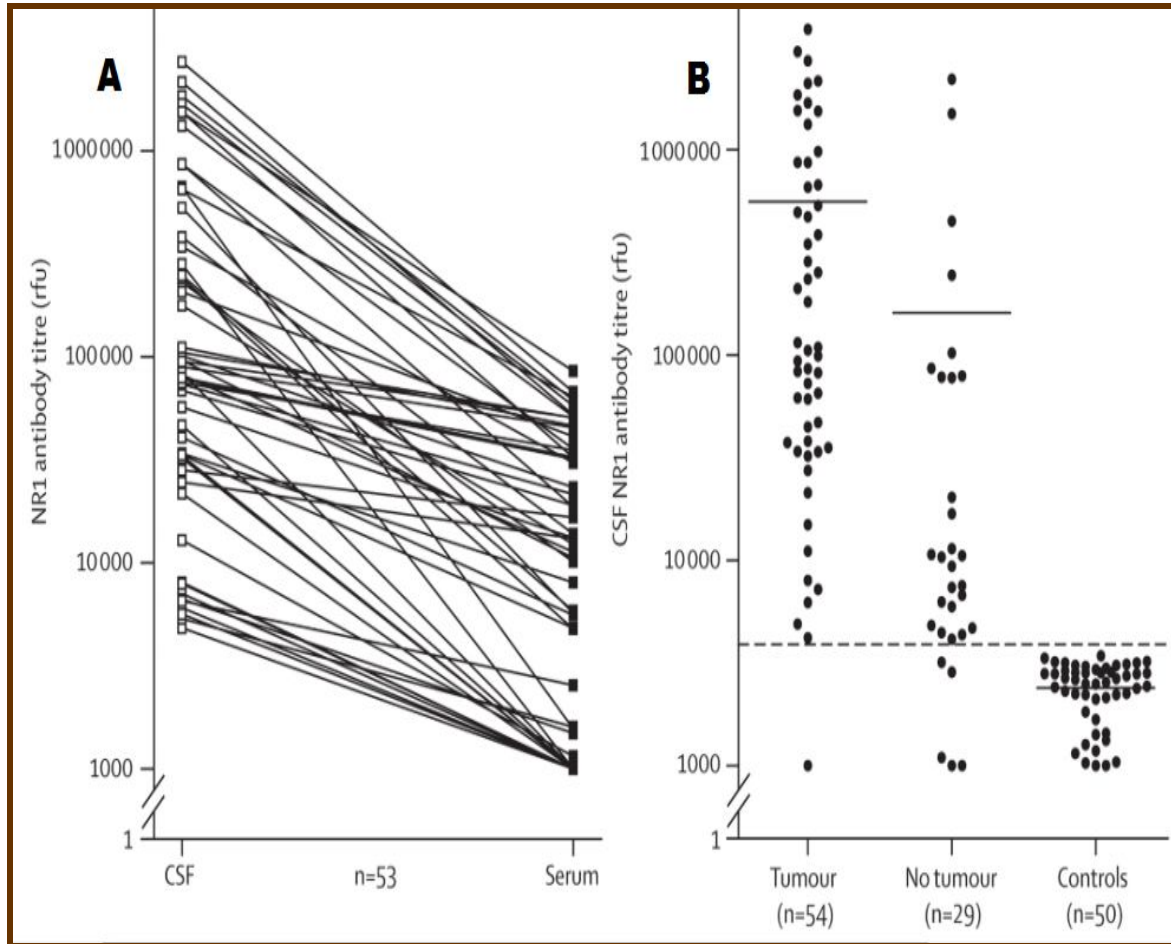 A
NR1 antibody titre (rfu)
1000000
100000
10000
1000
1
CSF
n=53
Serum
B
CSF NR1 antibody titre (rfu)
1000000
100000
10000
1000
1
Tumour
(n=54)
No tumour
(n=29)
Controls
(n=50)